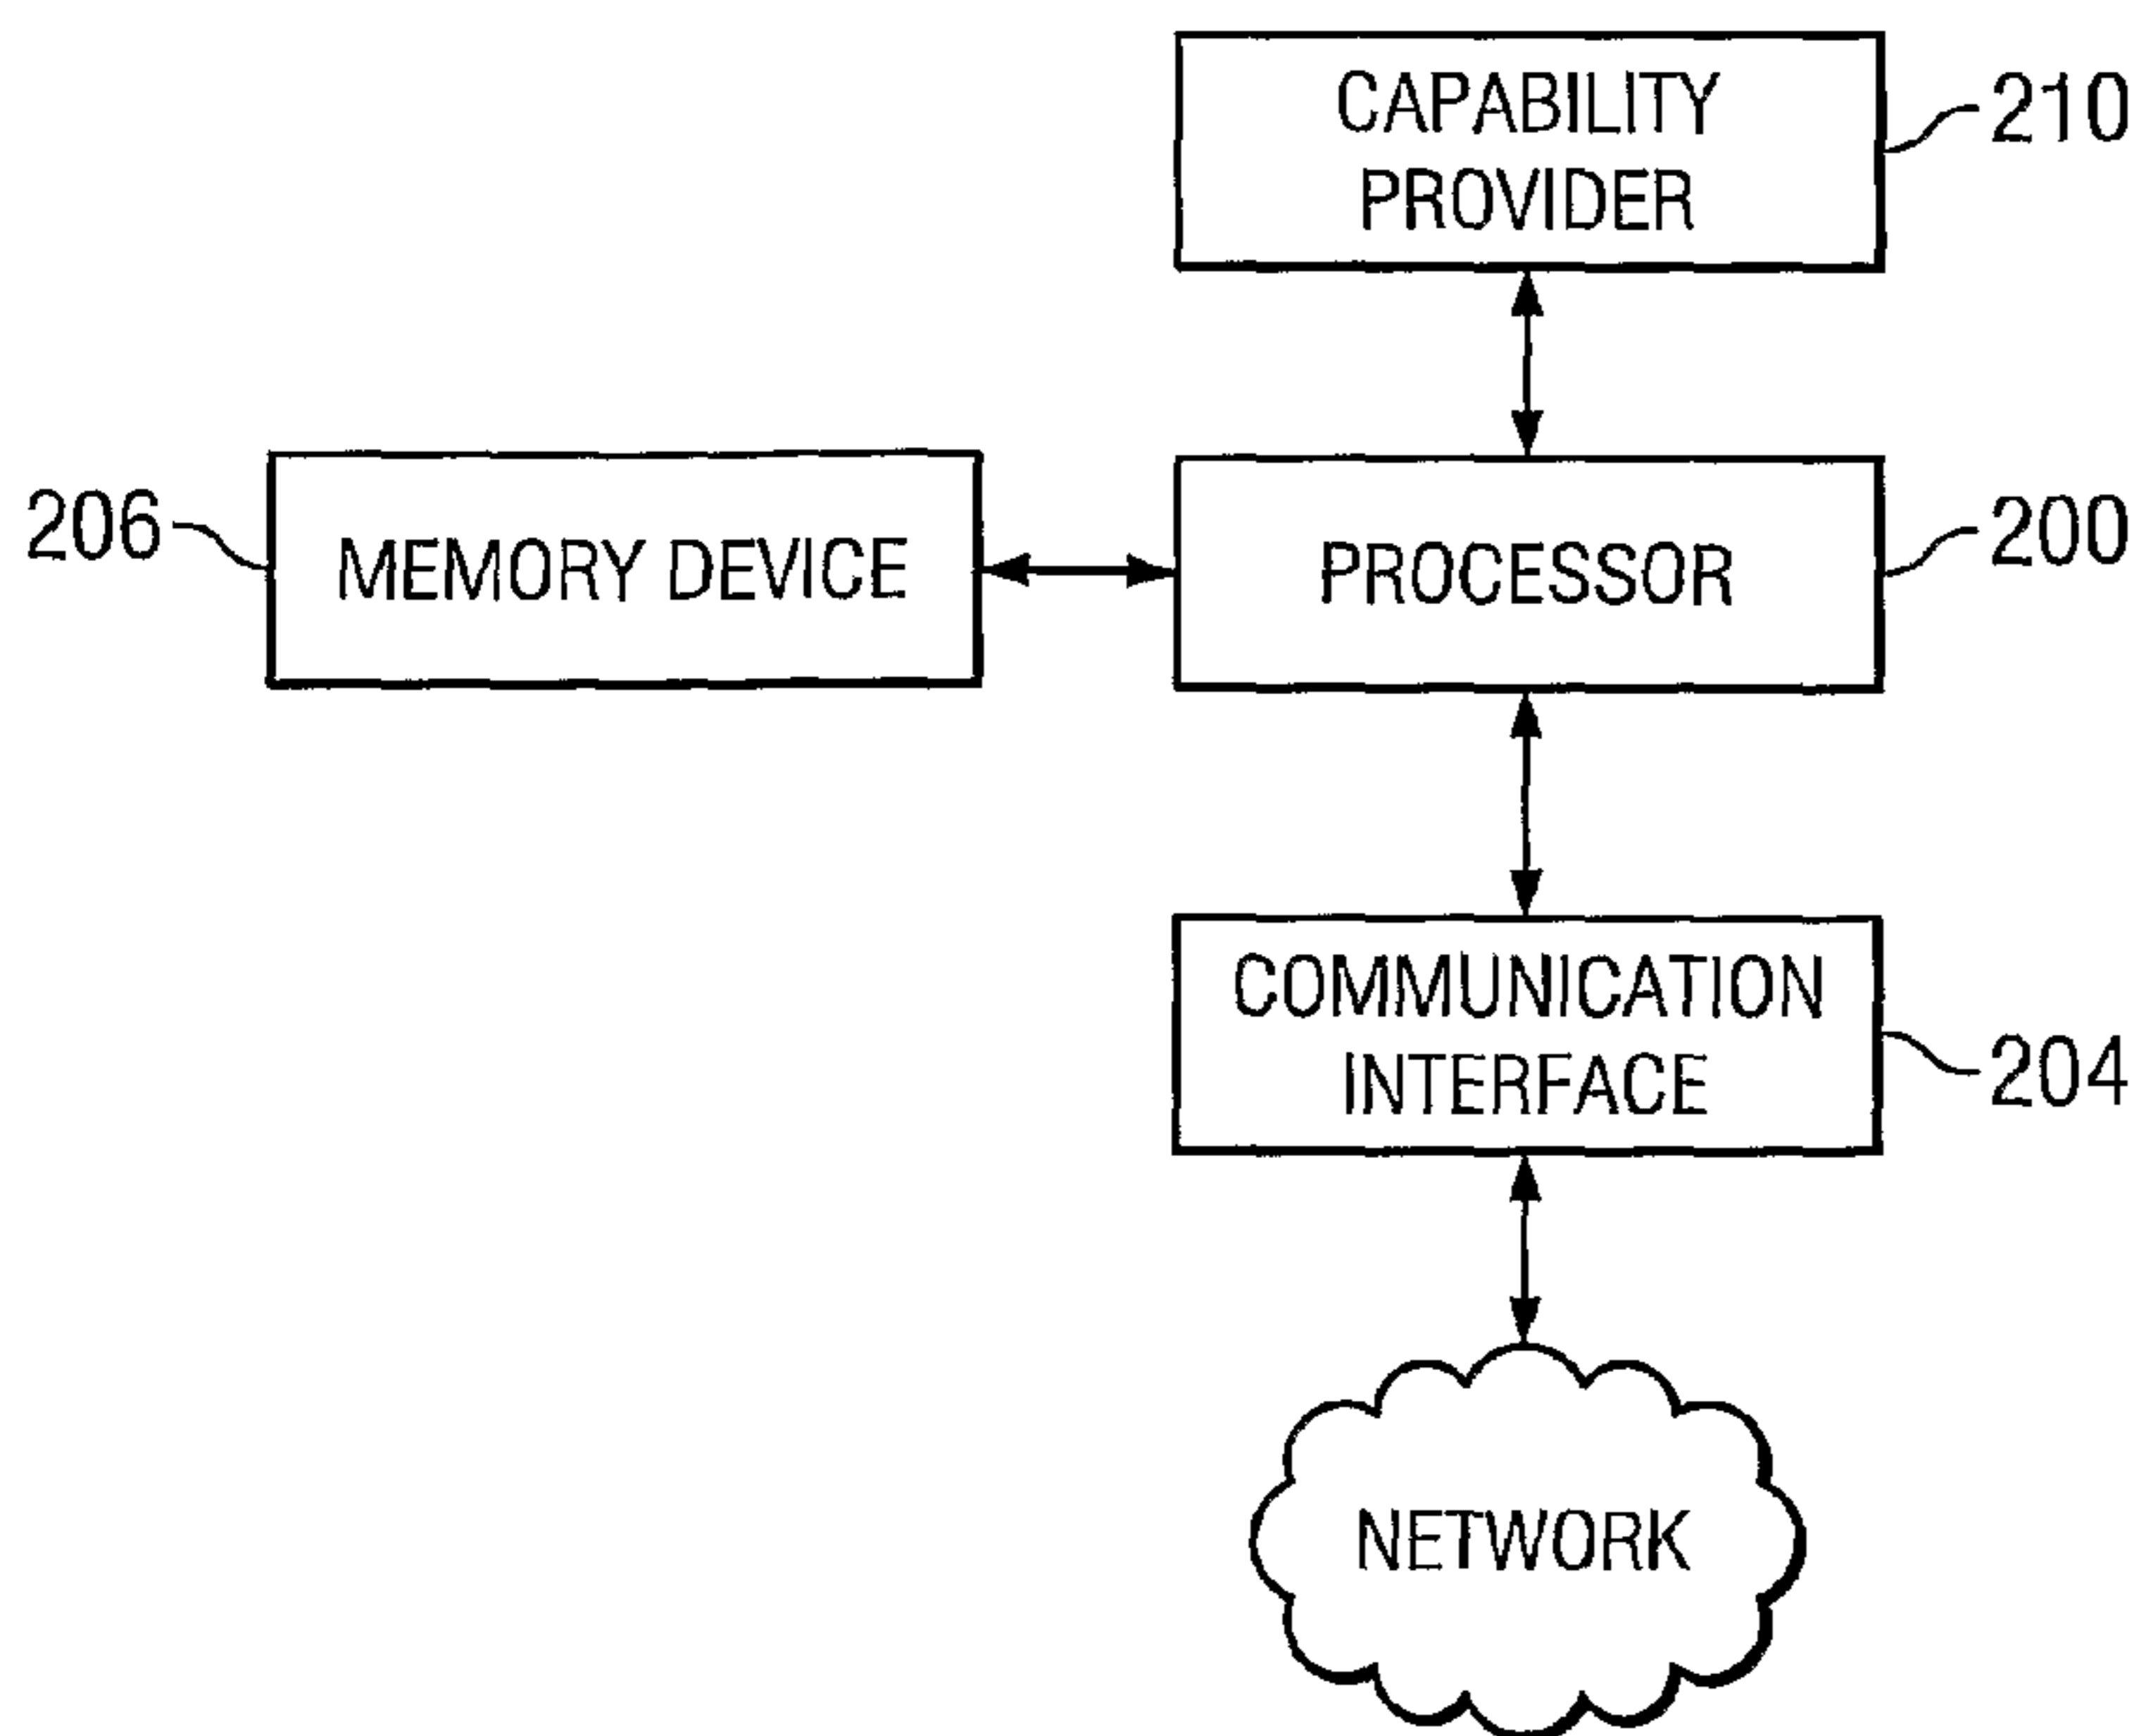 CAPABILITY
PROVIDER
210
206
MEMORY DEVICE
PROCESSOR
200
COMMUNICATION
INTERFACE
204
NETWORK